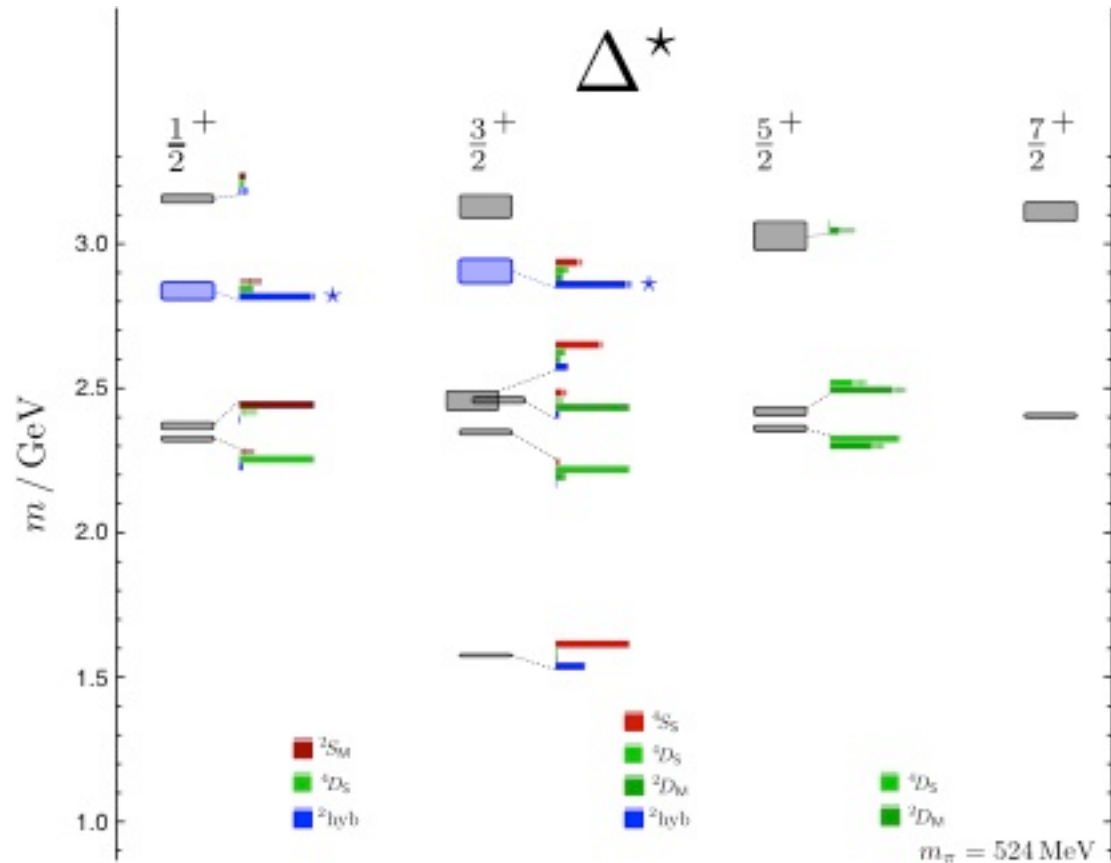 Δ*
1/2+ 3/2+ 5/2+ 7/2+
m / GeV
3.0
2.5
2.0
1.5
1.0
★
★
²S_M
⁴D_S
²hyb
⁴S_S
⁴D_S
²D_M
²hyb
⁴D_S
²D_M
m_π = 524 MeV